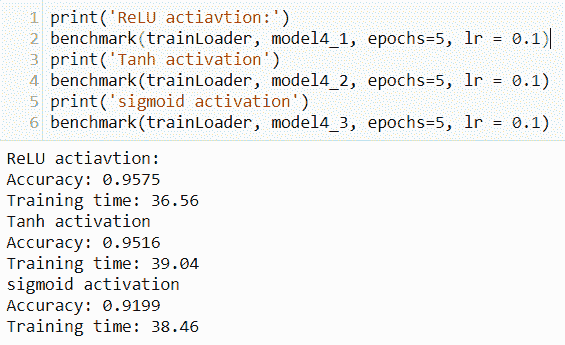 1 print('ReLU actiavtion:')
2 benchmark(trainLoader, model4_1, epochs=5, lr = 0.1)
3 print('Tanh activation')
4 benchmark(trainLoader, model4_2, epochs=5, lr = 0.1)
5 print('sigmoid activation')
6 benchmark(trainLoader, model4_3, epochs=5, lr = 0.1)
ReLU actiavtion:
Accuracy: 0.9575
Training time: 36.56
Tanh activation
Accuracy: 0.9516
Training time: 39.04
sigmoid activation
Accuracy: 0.9199
Training time: 38.46